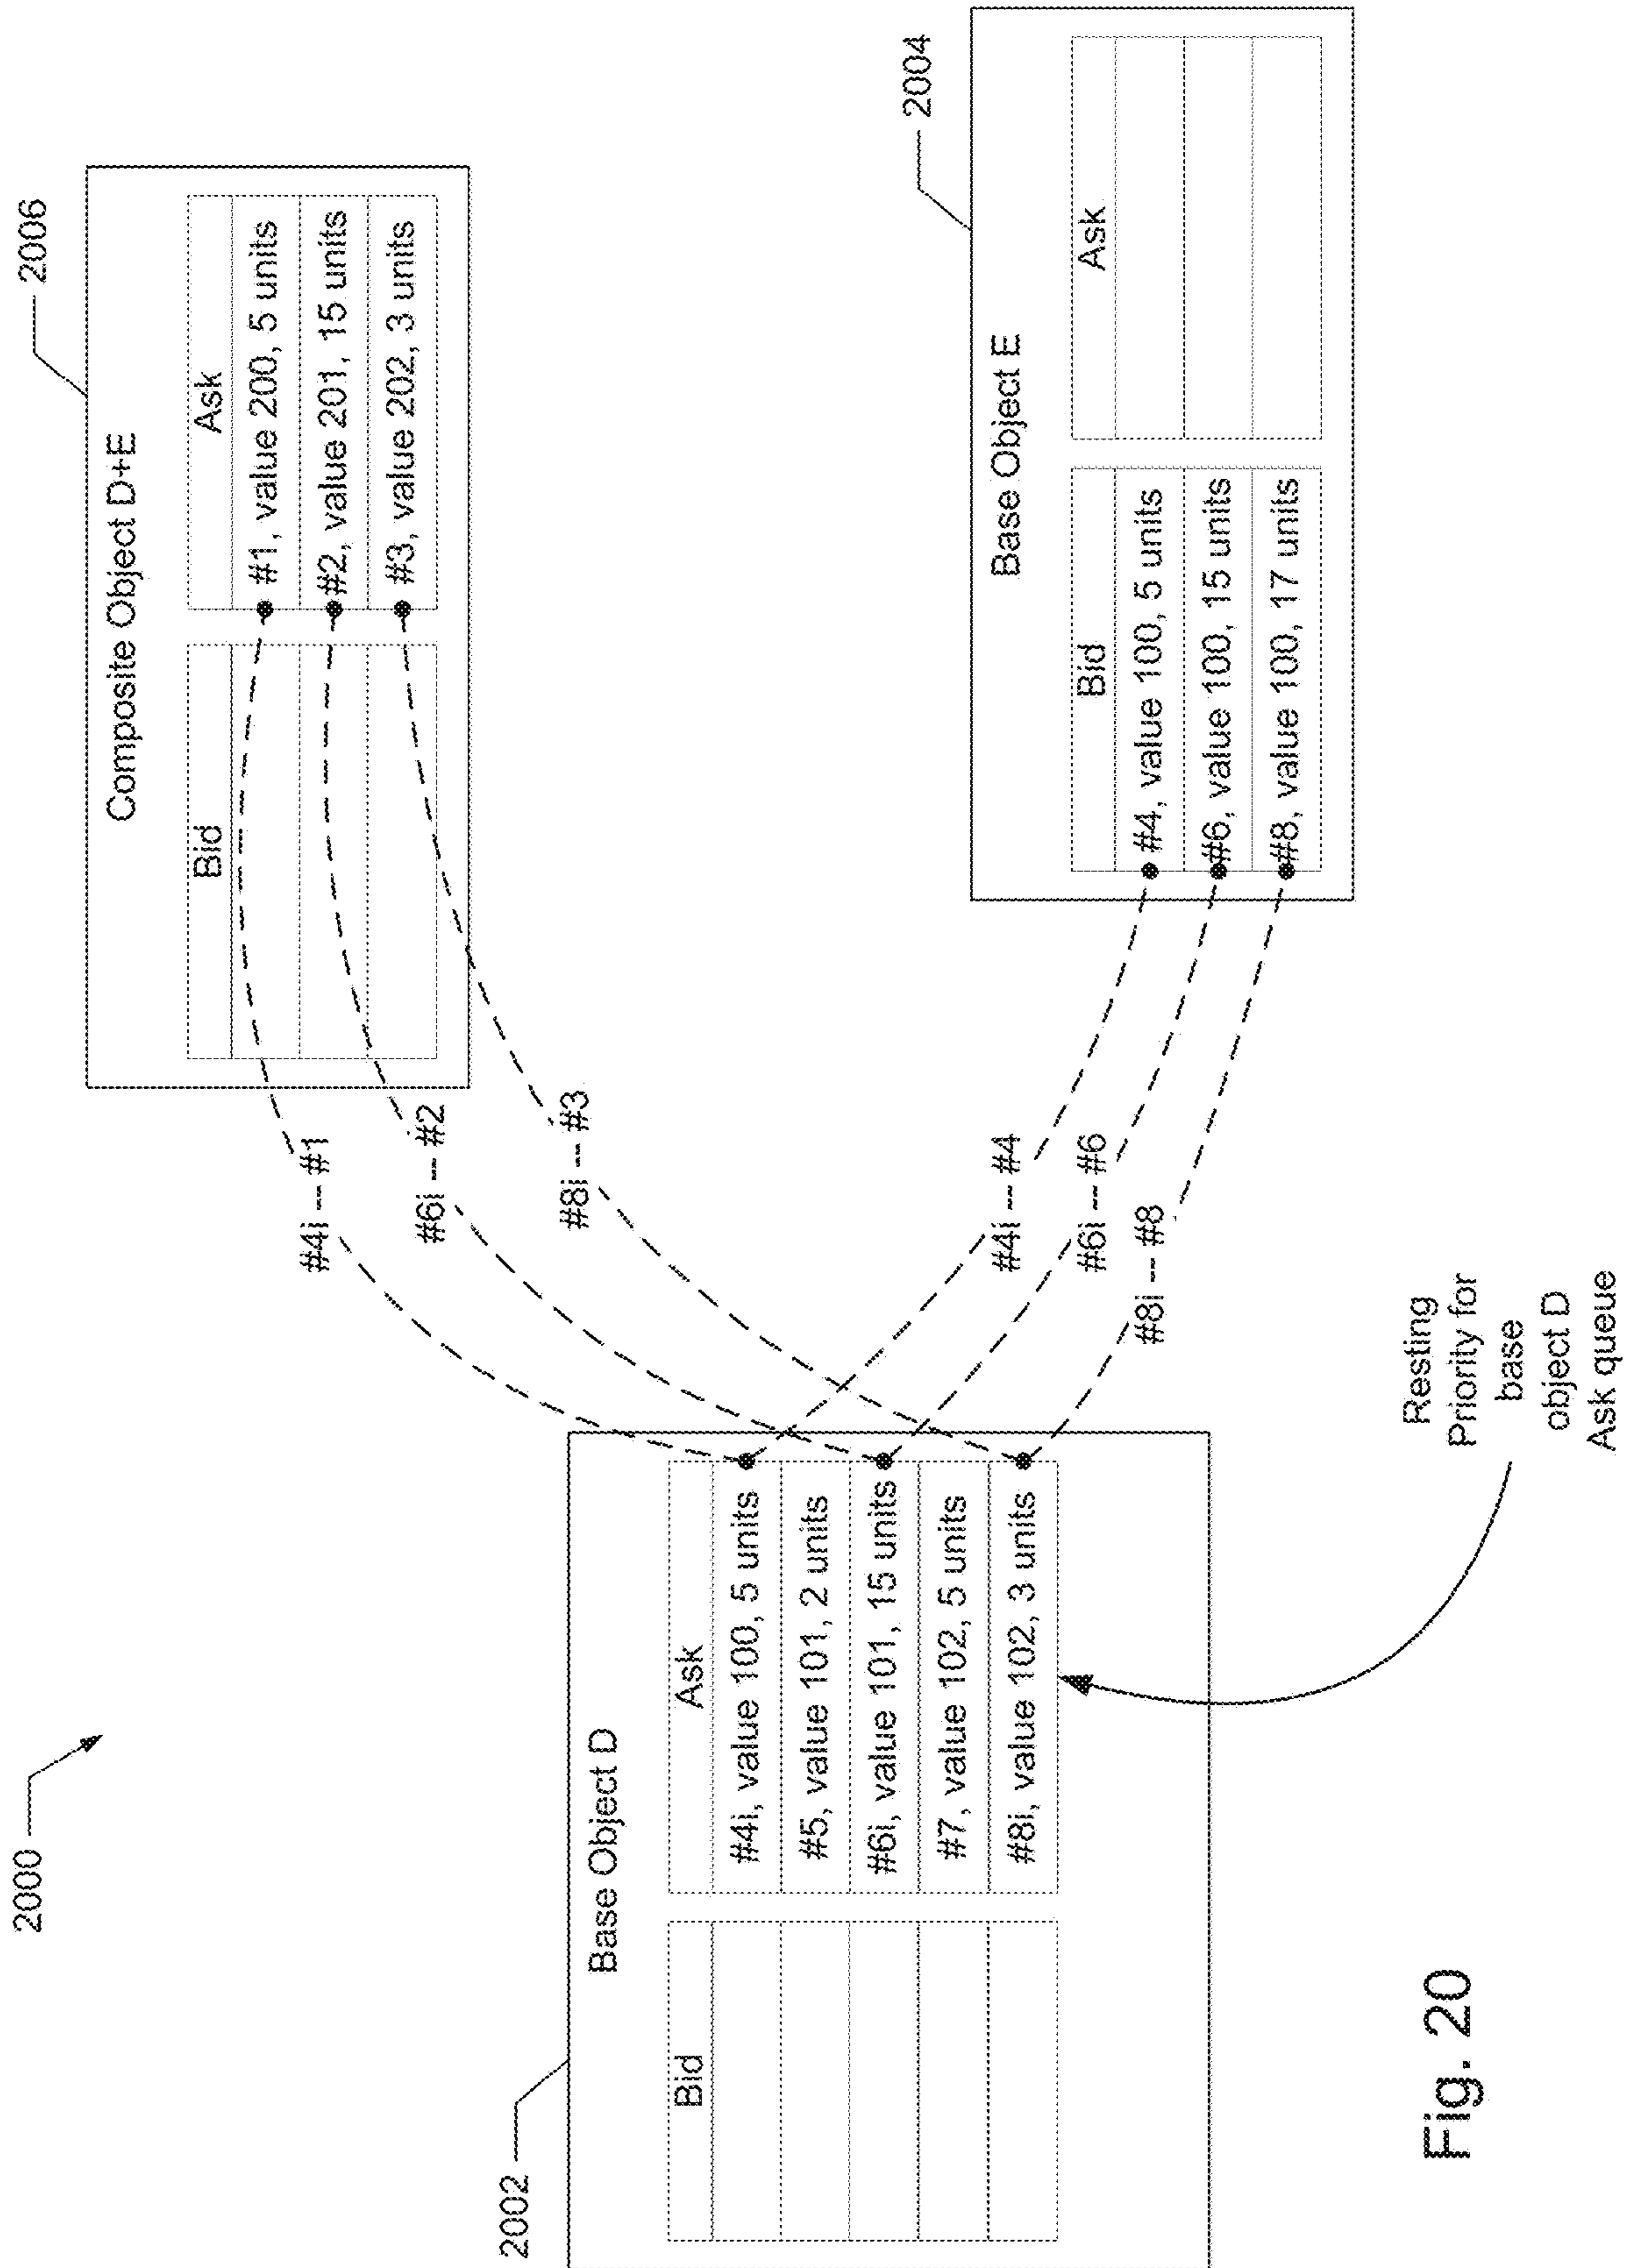 2000
2002
Base Object D
Bid
Ask
#4i, value 100, 5 units
#5, value 101, 2 units
#6i, value 101, 15 units
#7, value 102, 5 units
#8i, value 102, 3 units
2006
Composite Object D+E
Bid
Ask
#1, value 200, 5 units
#2, value 201, 15 units
#3, value 202, 3 units
#4i -- #1
#6i -- #2
#8i -- #3
#4i -- #4
#6i -- #6
#8i -- #8
2004
Base Object E
Bid
Ask
#4, value 100, 5 units
#6, value 100, 15 units
#8, value 100, 17 units
Resting
Priority for
base
object D
Ask queue
Fig. 20